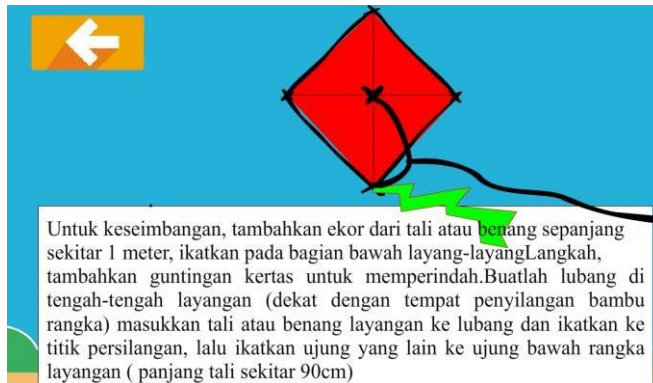 Untuk keseimbangan, tambahkan ekor dari tali atau benang sepanjang
sekitar 1 meter, ikatkan pada bagian bawah layang-layangLangkah,
tambahkan guntingan kertas untuk memperindah.Buatlah lubang di
tengah-tengah layangan (dekat dengan tempat penyilangan bambu
rangka) masukkan tali atau benang layangan ke lubang dan ikatkan ke
titik persilangan, lalu ikatkan ujung yang lain ke ujung bawah rangka
layangan ( panjang tali sekitar 90cm)